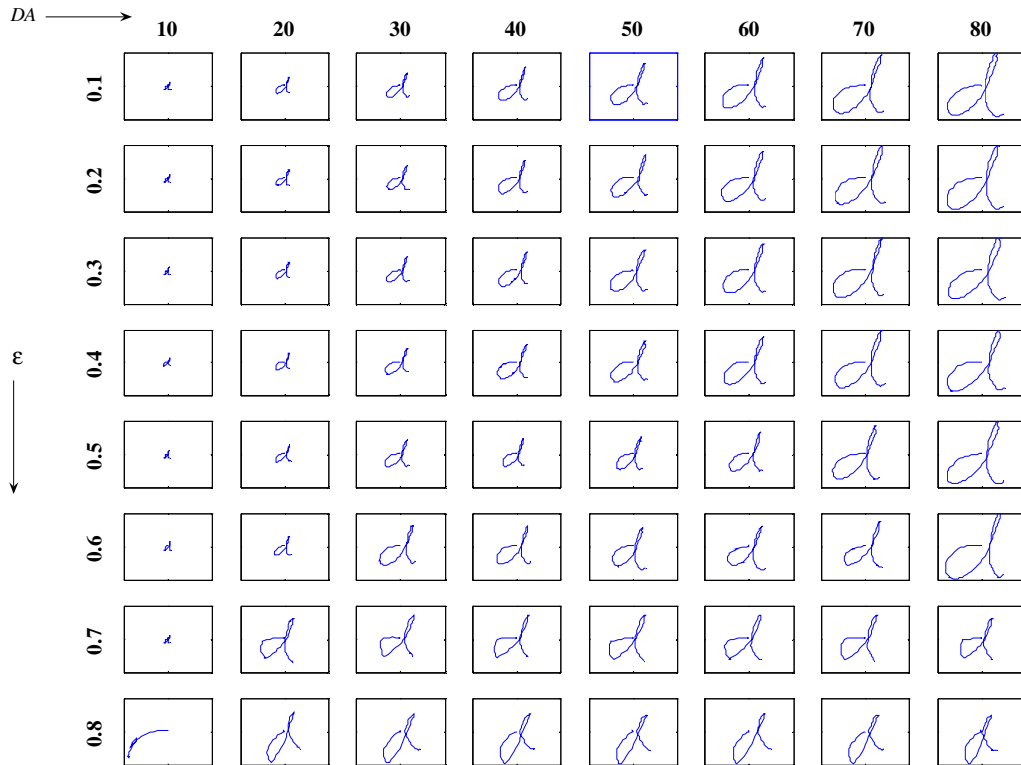 DA
10 20 30 40 50 60 70 80
0.1 d d d d d d d d
0.2 d d d d d d d d
0.3 d d d d d d d d
ε
0.4 d d d d d d d d
0.5 d d d d d d d d
0.6 d d d d d d d d
0.7 d d d d d d d d
0.8 d d d d d d d